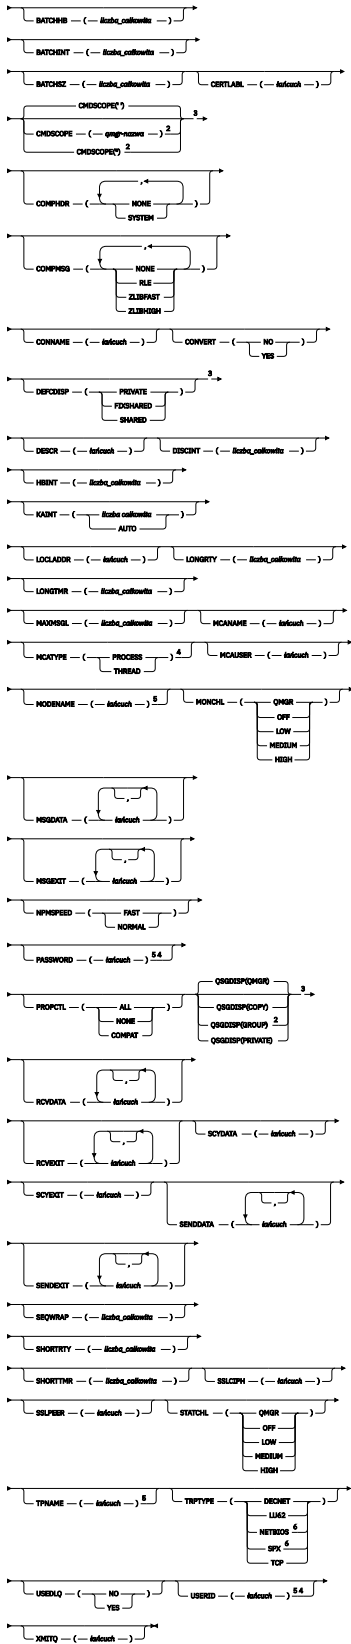 BATCHHB ( liczba_całkowita )
BATCHINT ( liczba_całkowita )
BATCHSZ ( liczba_całkowita ) CERTLABL ( łańcuch )
CMDSCOPE(' ') 3
CMDSCOPE ( qmgr-nazwa ) 2
CMDSCOPE(*) 2
COMPHDR ( , NONE )
SYSTEM
COMPMSG ( , NONE )
RLE
ZLIBFAST
ZLIBHIGH
CONNAME ( łańcuch ) CONVERT ( NO )
YES
DEFCDISP ( PRIVATE ) 3
FIXSHARED
SHARED
DESCR ( łańcuch ) DISCINT ( liczba_całkowita )
HBINT ( liczba_całkowita )
KAINT ( liczba całkowita )
AUTO
LOCLADDR ( łańcuch ) LONGRTY ( liczba_całkowita )
LONGTMR ( liczba_całkowita )
MAXMSGL ( liczba_całkowita ) MCANAME ( łańcuch )
MCATYPE ( PROCESS ) 4 MCAUSER ( łańcuch )
THREAD
MODENAME ( łańcuch ) 5 MONCHL ( QMGR )
OFF
LOW
MEDIUM
HIGH
MSGDATA ( , łańcuch )
MSGEXIT ( , łańcuch )
NPMSPEED ( FAST )
NORMAL
PASSWORD ( łańcuch ) 5 4
PROPCTL ( ALL ) QSGDISP(QMGR) 3
NONE QSGDISP(COPY)
COMPAT QSGDISP(GROUP) 2
QSGDISP(PRIVATE)
RCVDATA ( , łańcuch )
RCVEXIT ( , łańcuch ) SCYDATA ( łańcuch )
SCYEXIT ( łańcuch ) SENDDATA ( , łańcuch )
SENDEXIT ( , łańcuch )
SEQWRAP ( liczba_całkowita )
SHORTRTY ( liczba_całkowita )
SHORTTMR ( liczba_całkowita ) SSLCIPH ( łańcuch )
SSLPEER ( łańcuch ) STATCHL ( QMGR )
OFF
LOW
MEDIUM
HIGH
TPNAME ( łańcuch ) 5 TRPTYPE ( DECNET )
LU62
NETBIOS 6
SPX 6
TCP
USEDLQ ( NO ) USERID ( łańcuch ) 5 4
YES
XMITQ ( łańcuch )